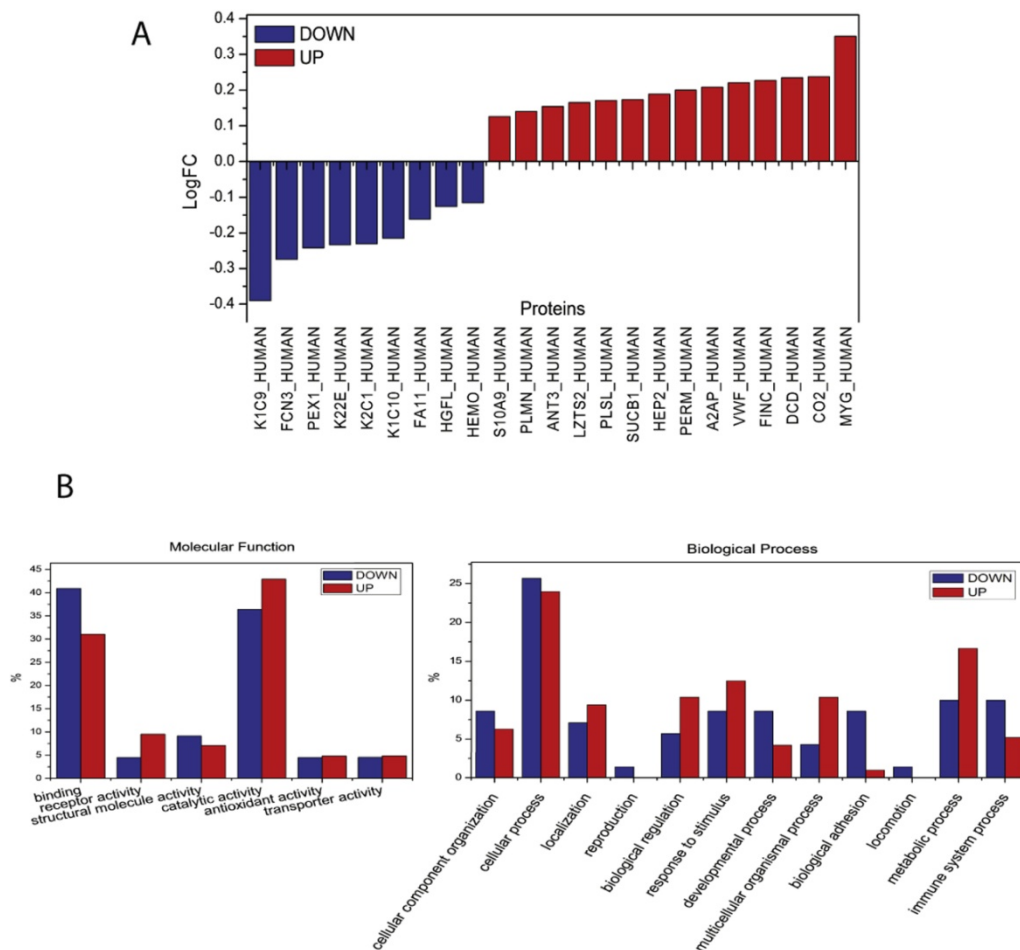 A
DOWN
UP
0.4
0.3
0.2
0.1
0.0
-0.1
-0.2
-0.3
-0.4
LogFC
Proteins
K1C9_HUMAN
FCN3_HUMAN
PEX1_HUMAN
K22E_HUMAN
K2C1_HUMAN
K1C10_HUMAN
FA11_HUMAN
HGFL_HUMAN
HEMO_HUMAN
S10A9_HUMAN
PLMN_HUMAN
ANT3_HUMAN
LZTS2_HUMAN
PLSL_HUMAN
SUCB1_HUMAN
HEP2_HUMAN
PERM_HUMAN
A2AP_HUMAN
VWF_HUMAN
FINC_HUMAN
DCD_HUMAN
CO2_HUMAN
MYG_HUMAN
B
Molecular Function
DOWN
UP
45
40
35
30
25
20
15
10
5
0
%
binding
receptor activity
structural molecule activity
catalytic activity
antioxidant activity
transporter activity
Biological Process
DOWN
UP
25
20
15
10
5
0
%
cellular component organization
cellular process
localization
reproduction
biological regulation
response to stimulus
developmental process
multicellular organismal process
biological adhesion
locomotion
metabolic process
immune system process